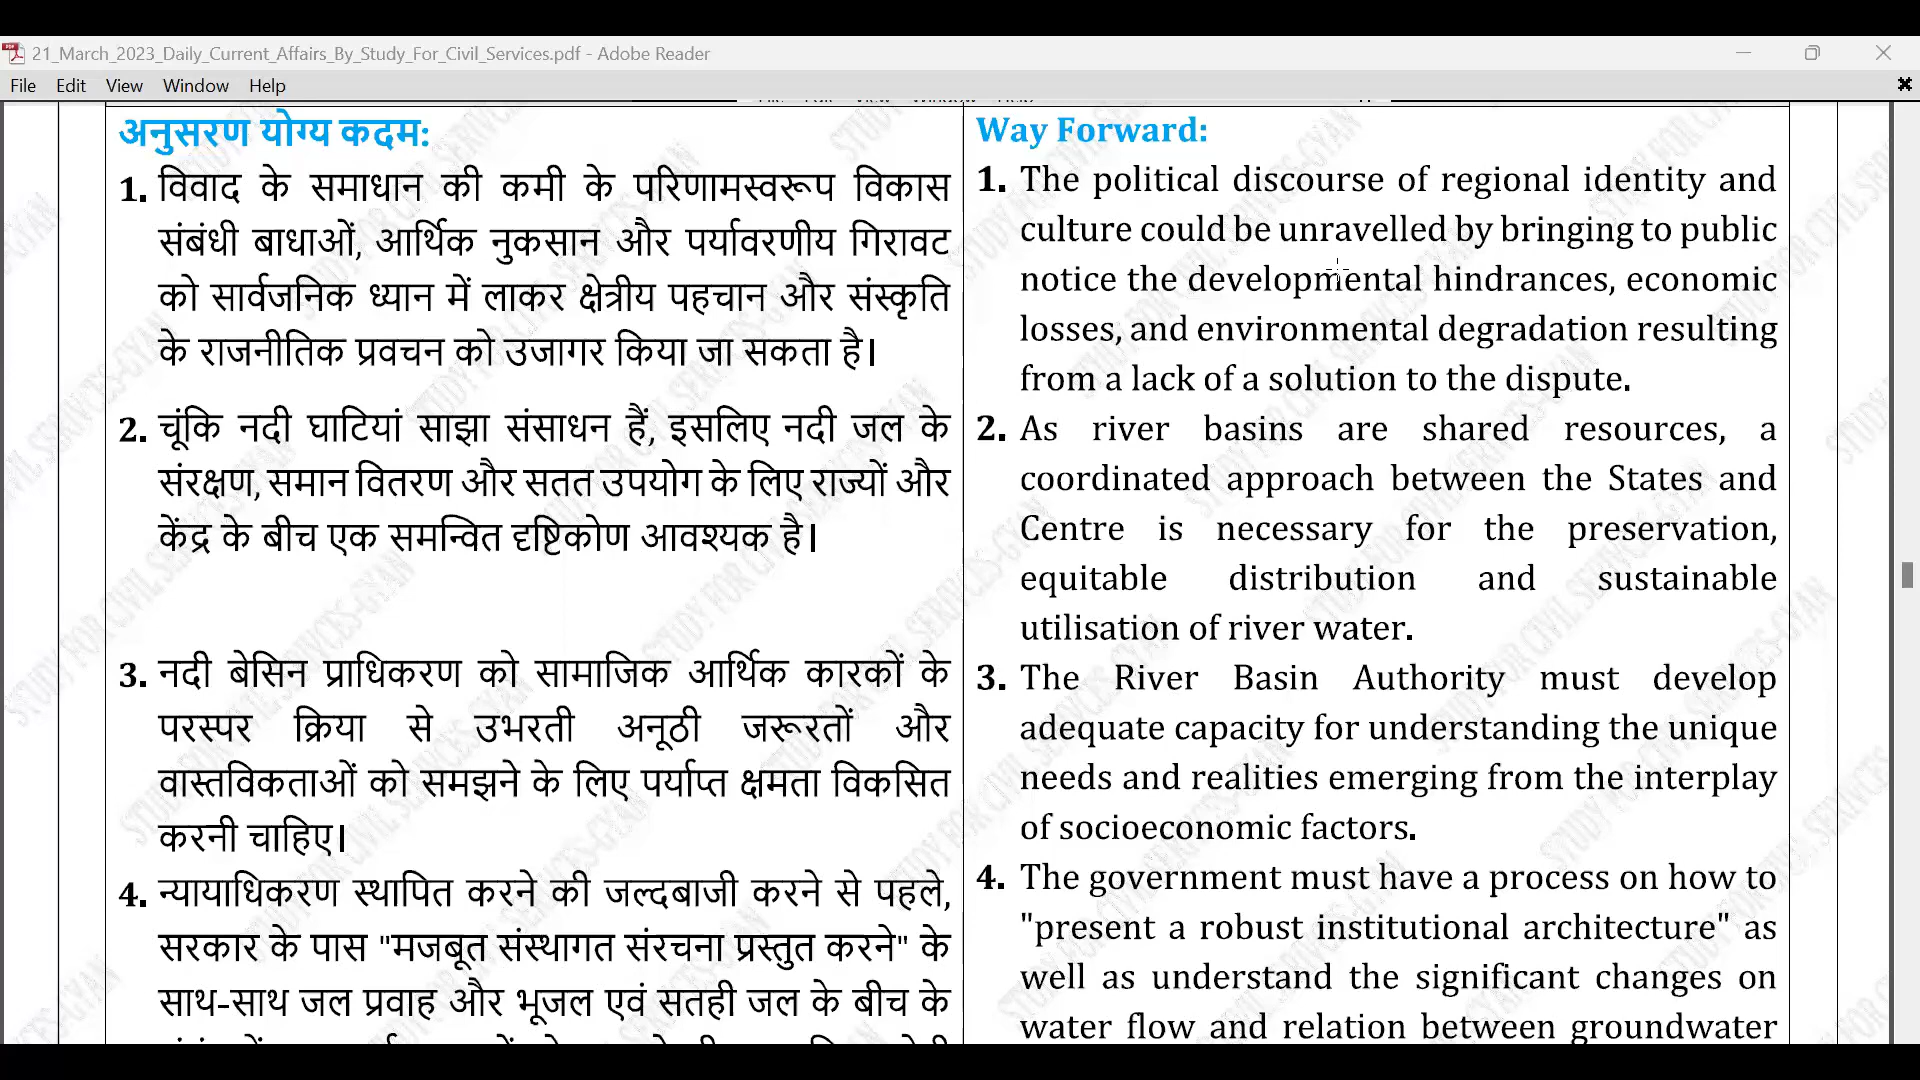 21_March_2023_Daily_Current_Affairs_By_Study_For_Civil_Services.pdf - Adobe Reader
File Edit View Window Help
अनुसरण योग्य कदम:
1. विवाद के समाधान की कमी के परिणामस्वरूप विकास
संबंधी बाधाओं, आर्थिक नुकसान और पर्यावरणीय गिरावट
को सार्वजनिक ध्यान में लाकर क्षेत्रीय पहचान और संस्कृति
के राजनीतिक प्रवचन को उजागर किया जा सकता है।
2. चूंकि नदी घाटियां साझा संसाधन हैं, इसलिए नदी जल के
संरक्षण, समान वितरण और सतत उपयोग के लिए राज्यों और
केंद्र के बीच एक समन्वित दृष्टिकोण आवश्यक है।
3. नदी बेसिन प्राधिकरण को सामाजिक आर्थिक कारकों के
परस्पर क्रिया से उभरती अनूठी जरूरतों और
वास्तविकताओं को समझने के लिए पर्याप्त क्षमता विकसित
करनी चाहिए।
4. न्यायाधिकरण स्थापित करने की जल्दबाजी करने से पहले,
सरकार के पास "मजबूत संस्थागत संरचना प्रस्तुत करने" के
साथ-साथ जल प्रवाह और भूजल एवं सतही जल के बीच के
Way Forward:
1. The political discourse of regional identity and
culture could be unravelled by bringing to public
notice the developmental hindrances, economic
losses, and environmental degradation resulting
from a lack of a solution to the dispute.
2. As river basins are shared resources, a
coordinated approach between the States and
Centre is necessary for the preservation,
equitable distribution and sustainable
utilisation of river water.
3. The River Basin Authority must develop
adequate capacity for understanding the unique
needs and realities emerging from the interplay
of socioeconomic factors.
4. The government must have a process on how to
"present a robust institutional architecture" as
well as understand the significant changes on
water flow and relation between groundwater